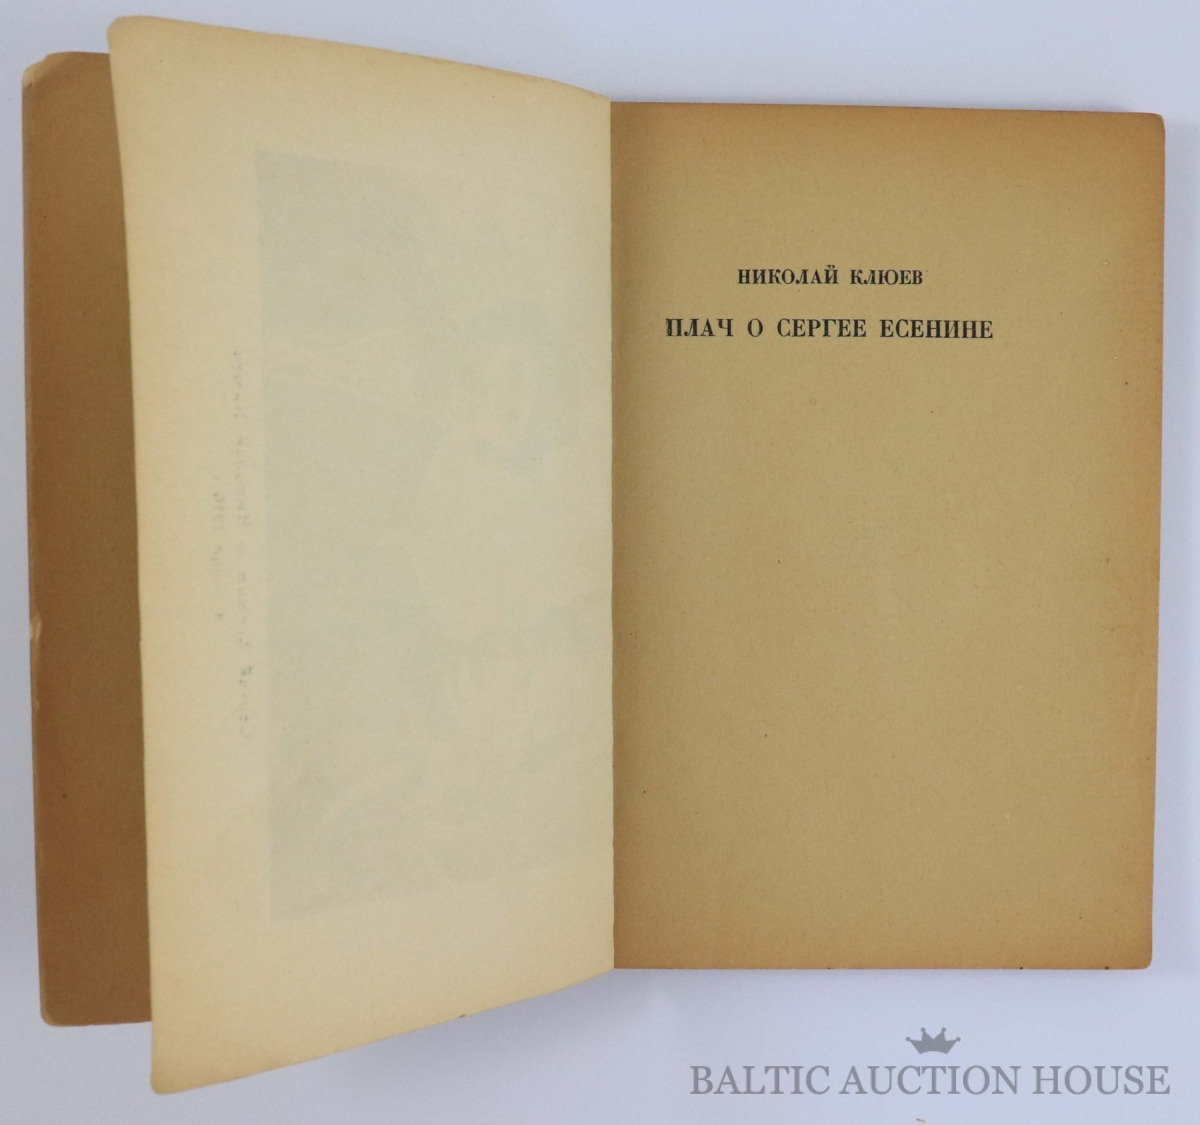 НИКОЛАЙ КЛЮЕВ
ПЛАЧ О СЕРГЕЕ ЕСЕНИНЕ
BALTIC AUCTION HOUSE